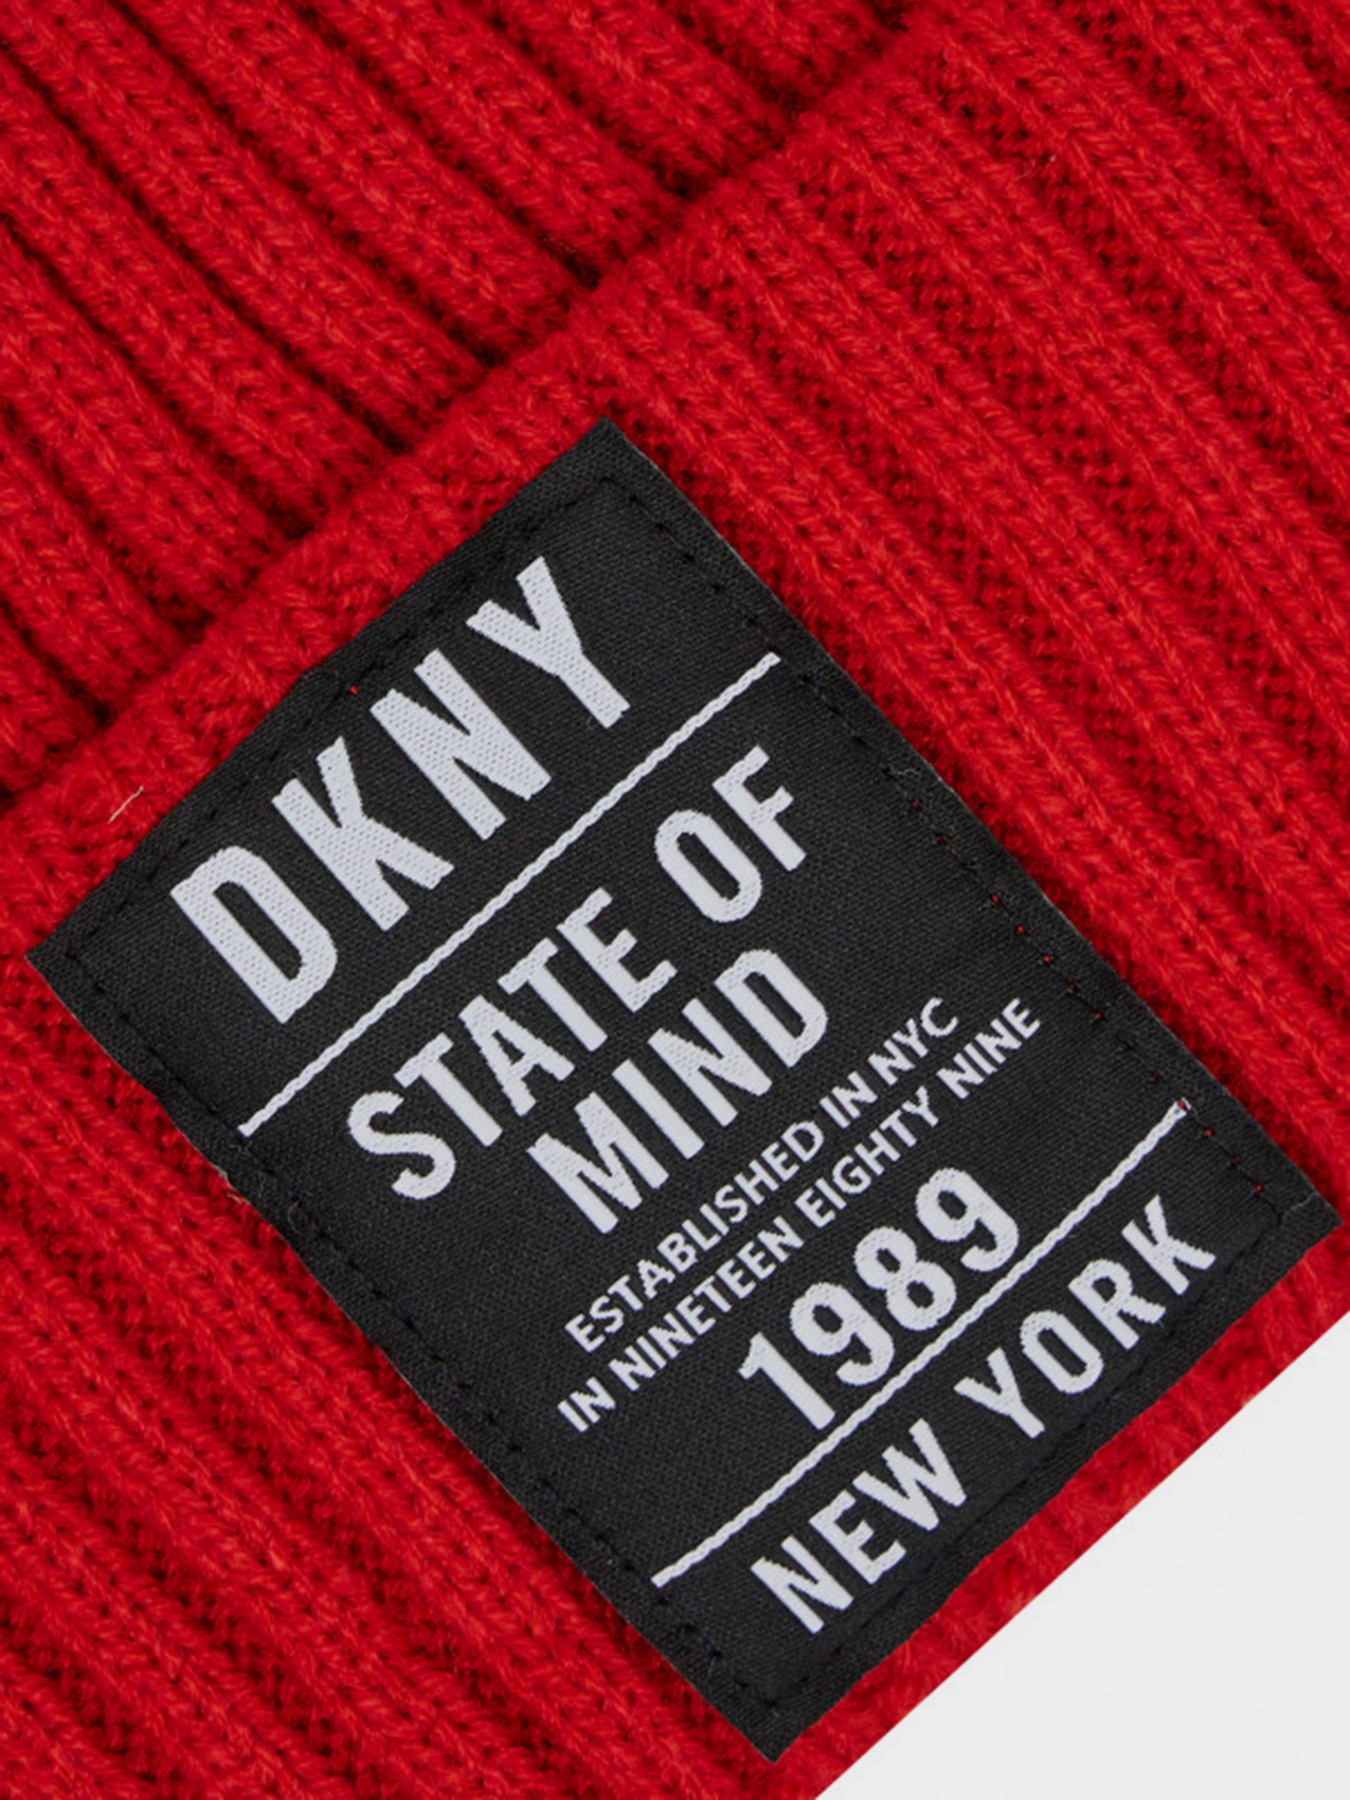 DKNY
STATE OF
MIND
ESTABLISHED IN NYC
IN NINETEEN EIGHTY NINE
1989
NEW YORK